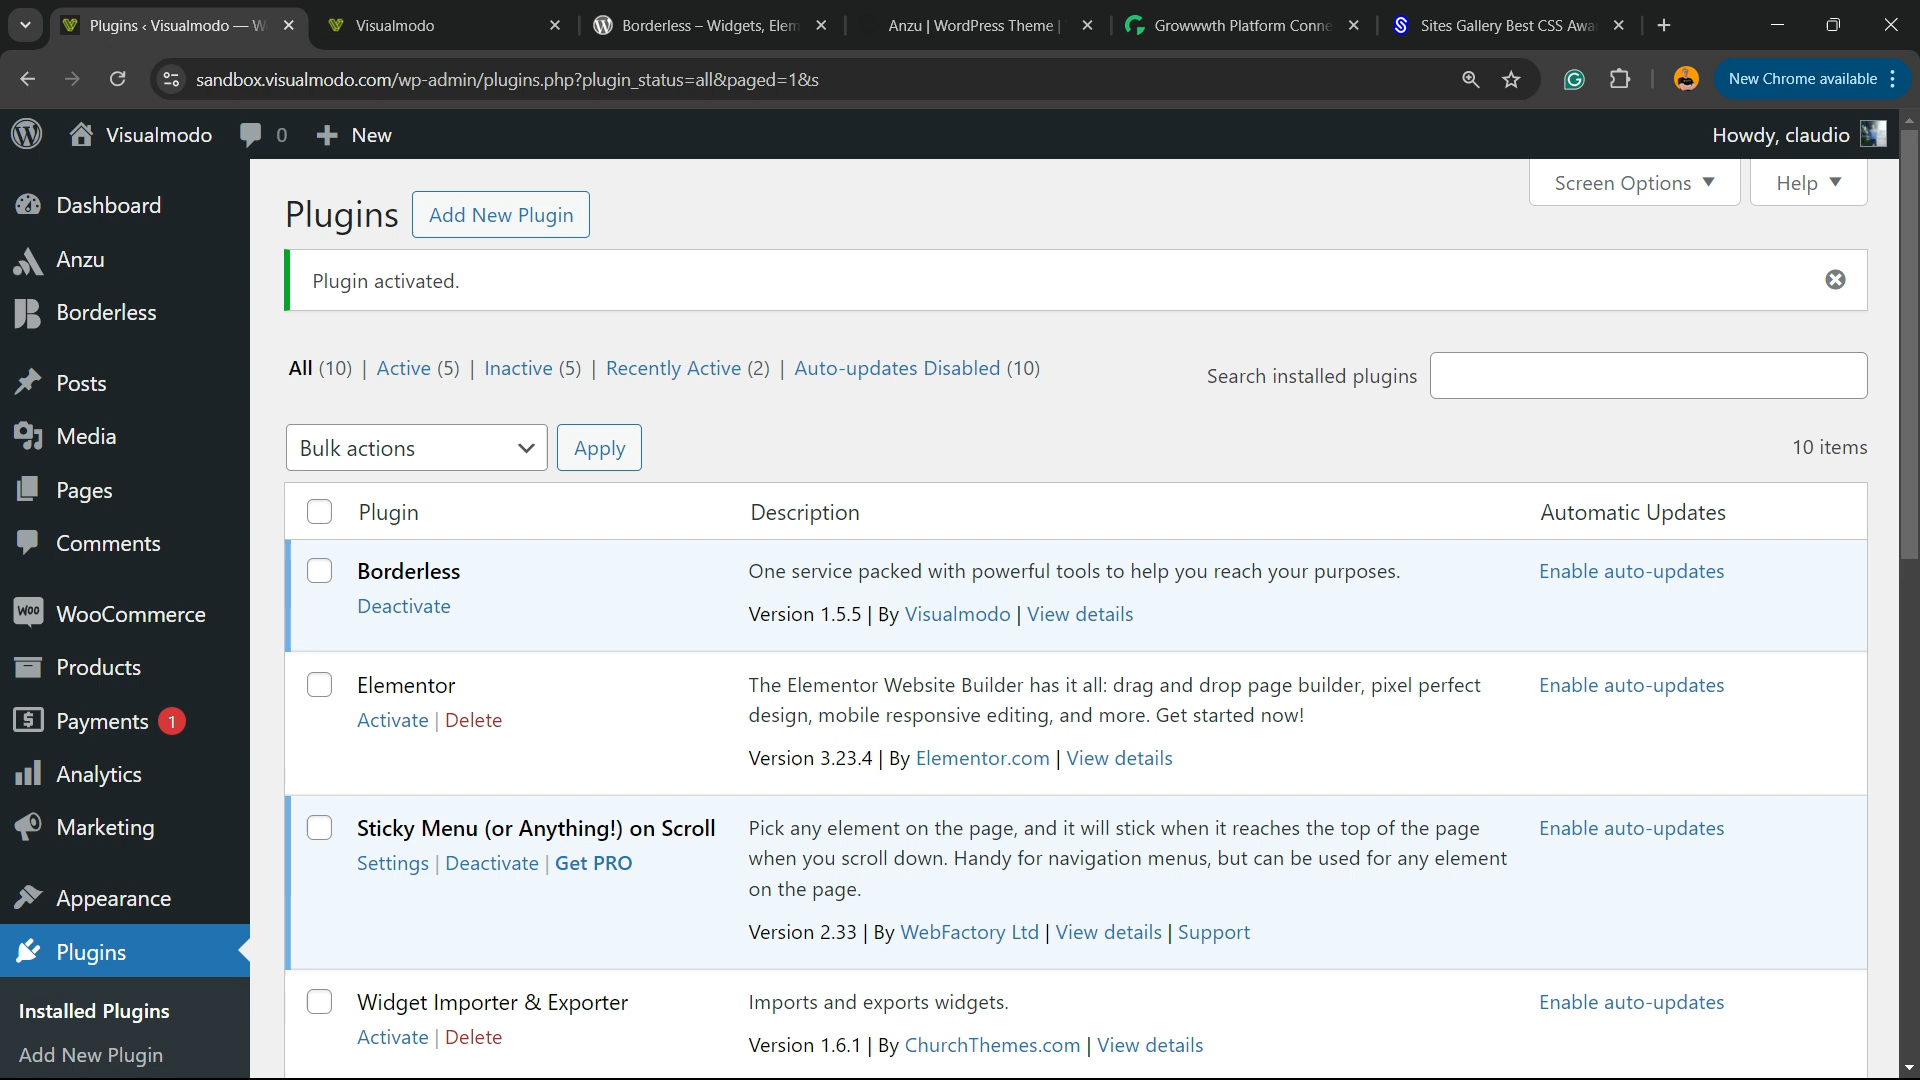 Plugins ‹ Visualmodo — W
Visualmodo
Borderless – Widgets, Elem
Anzu | WordPress Theme |
Growwwth Platform Conne
Sites Gallery Best CSS Awa
sandbox.visualmodo.com/wp-admin/plugins.php?plugin_status=all&paged=1&s
New Chrome available
Visualmodo
0
New
Howdy, claudio
Dashboard
Anzu
Borderless
Posts
Media
Pages
Comments
WOO
WooCommerce
Products
Payments 1
Analytics
Marketing
Appearance
Plugins
Installed Plugins
Add New Plugin
Screen Options
Help
Plugins
Add New Plugin
Plugin activated.
All (10) | Active (5) | Inactive (5) | Recently Active (2) | Auto-updates Disabled (10)
Search installed plugins
Bulk actions
Apply
10 items
Plugin
Description
Automatic Updates
Borderless
Deactivate
One service packed with powerful tools to help you reach your purposes.
Version 1.5.5 | By Visualmodo | View details
Enable auto-updates
Elementor
Activate | Delete
The Elementor Website Builder has it all: drag and drop page builder, pixel perfect
design, mobile responsive editing, and more. Get started now!
Version 3.23.4 | By Elementor.com | View details
Enable auto-updates
Sticky Menu (or Anything!) on Scroll
Settings | Deactivate | Get PRO
Pick any element on the page, and it will stick when it reaches the top of the page
when you scroll down. Handy for navigation menus, but can be used for any element
on the page.
Version 2.33 | By WebFactory Ltd | View details | Support
Enable auto-updates
Widget Importer & Exporter
Activate | Delete
Imports and exports widgets.
Version 1.6.1 | By ChurchThemes.com | View details
Enable auto-updates